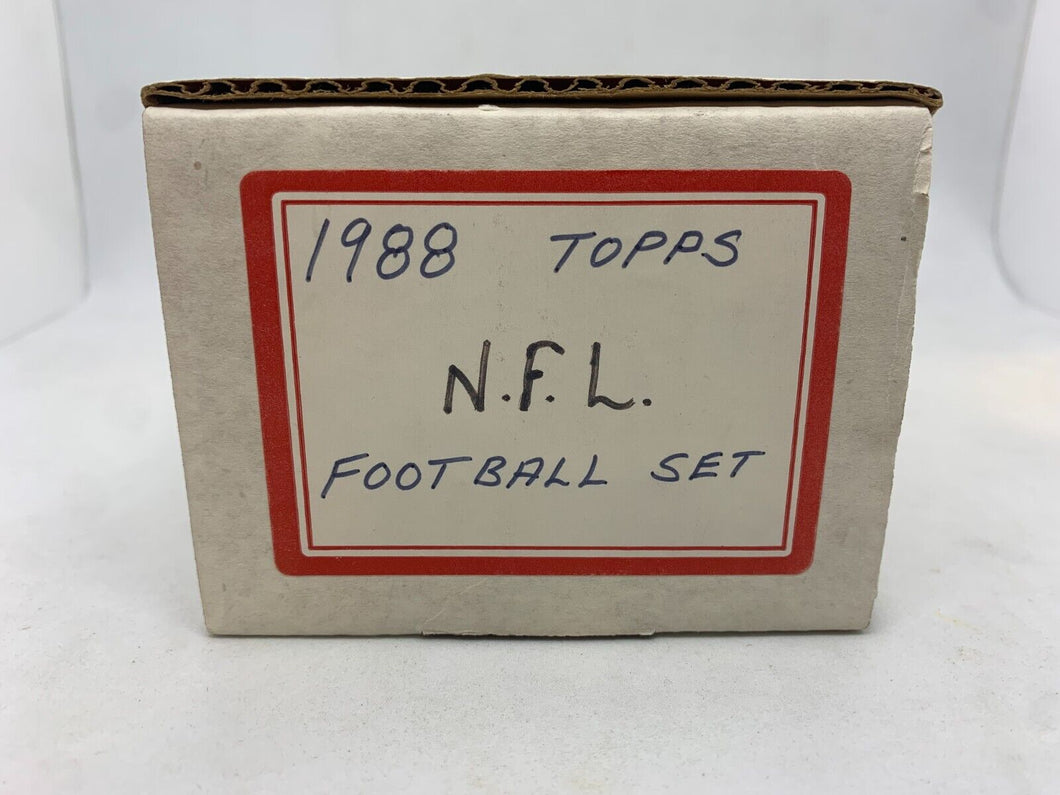 1988 TOPPS
N.F.L.
FOOTBALL SET